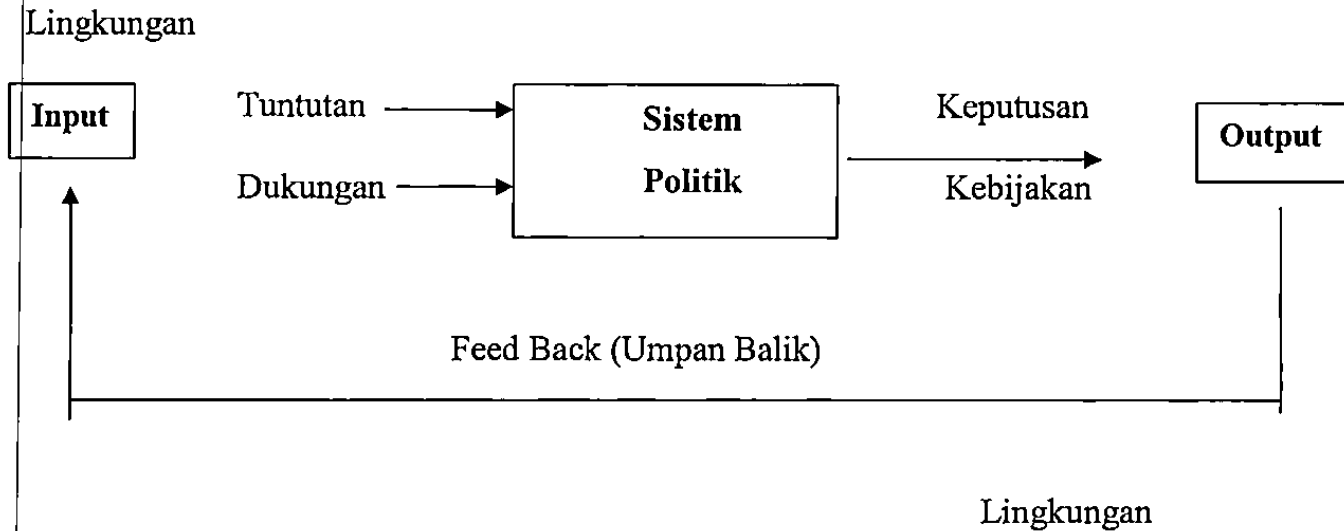 Lingkungan
Input
Tuntutan
Dukungan
Sistem
Politik
Keputusan
Kebijakan
Output
Feed Back (Umpan Balik)
Lingkungan